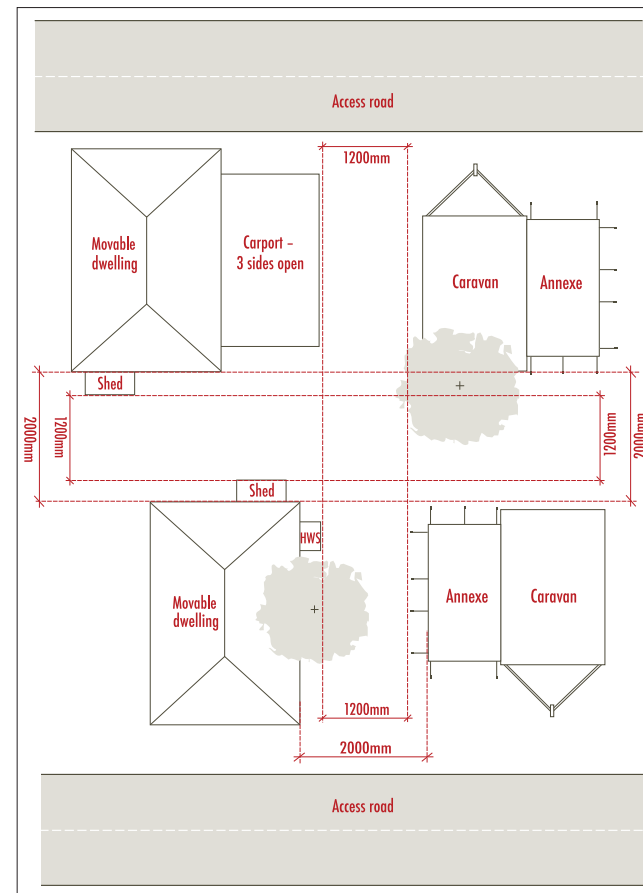 Access road
1200mm
Movable
dwelling
Carport –
3 sides open
Caravan
Annexe
Shed
2000mm
1200mm
1200mm
2000mm
Shed
HWS
Movable
dwelling
Annexe
Caravan
1200mm
2000mm
Access road